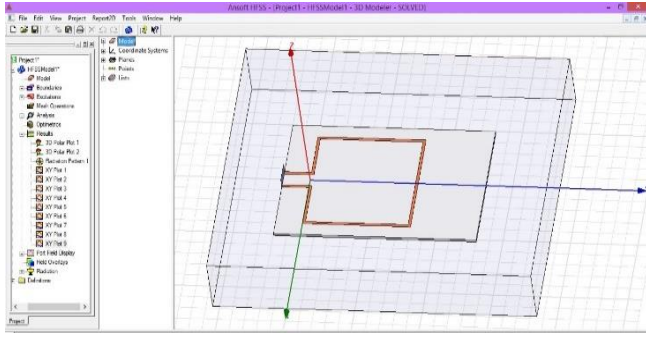 Ansoft HFSS - [Project1 - HFSSModel1 - 3D Modeler - SOLVED]
File Edit View Project Report2D Tools Window Help
Project1*
HFSSModel1*
Model
Boundaries
Excitations
Mesh Operations
Analysis
Optimetrics
Results
3D Polar Plot 1
3D Polar Plot 2
Radiation Pattern 1
XY Plot 1
XY Plot 2
XY Plot 3
XY Plot 4
XY Plot 5
XY Plot 6
XY Plot 7
XY Plot 8
XY Plot 9
Port Field Display
Field Overlays
Radiation
Definitions
Project
Model
Coordinate Systems
Planes
Points
Lists